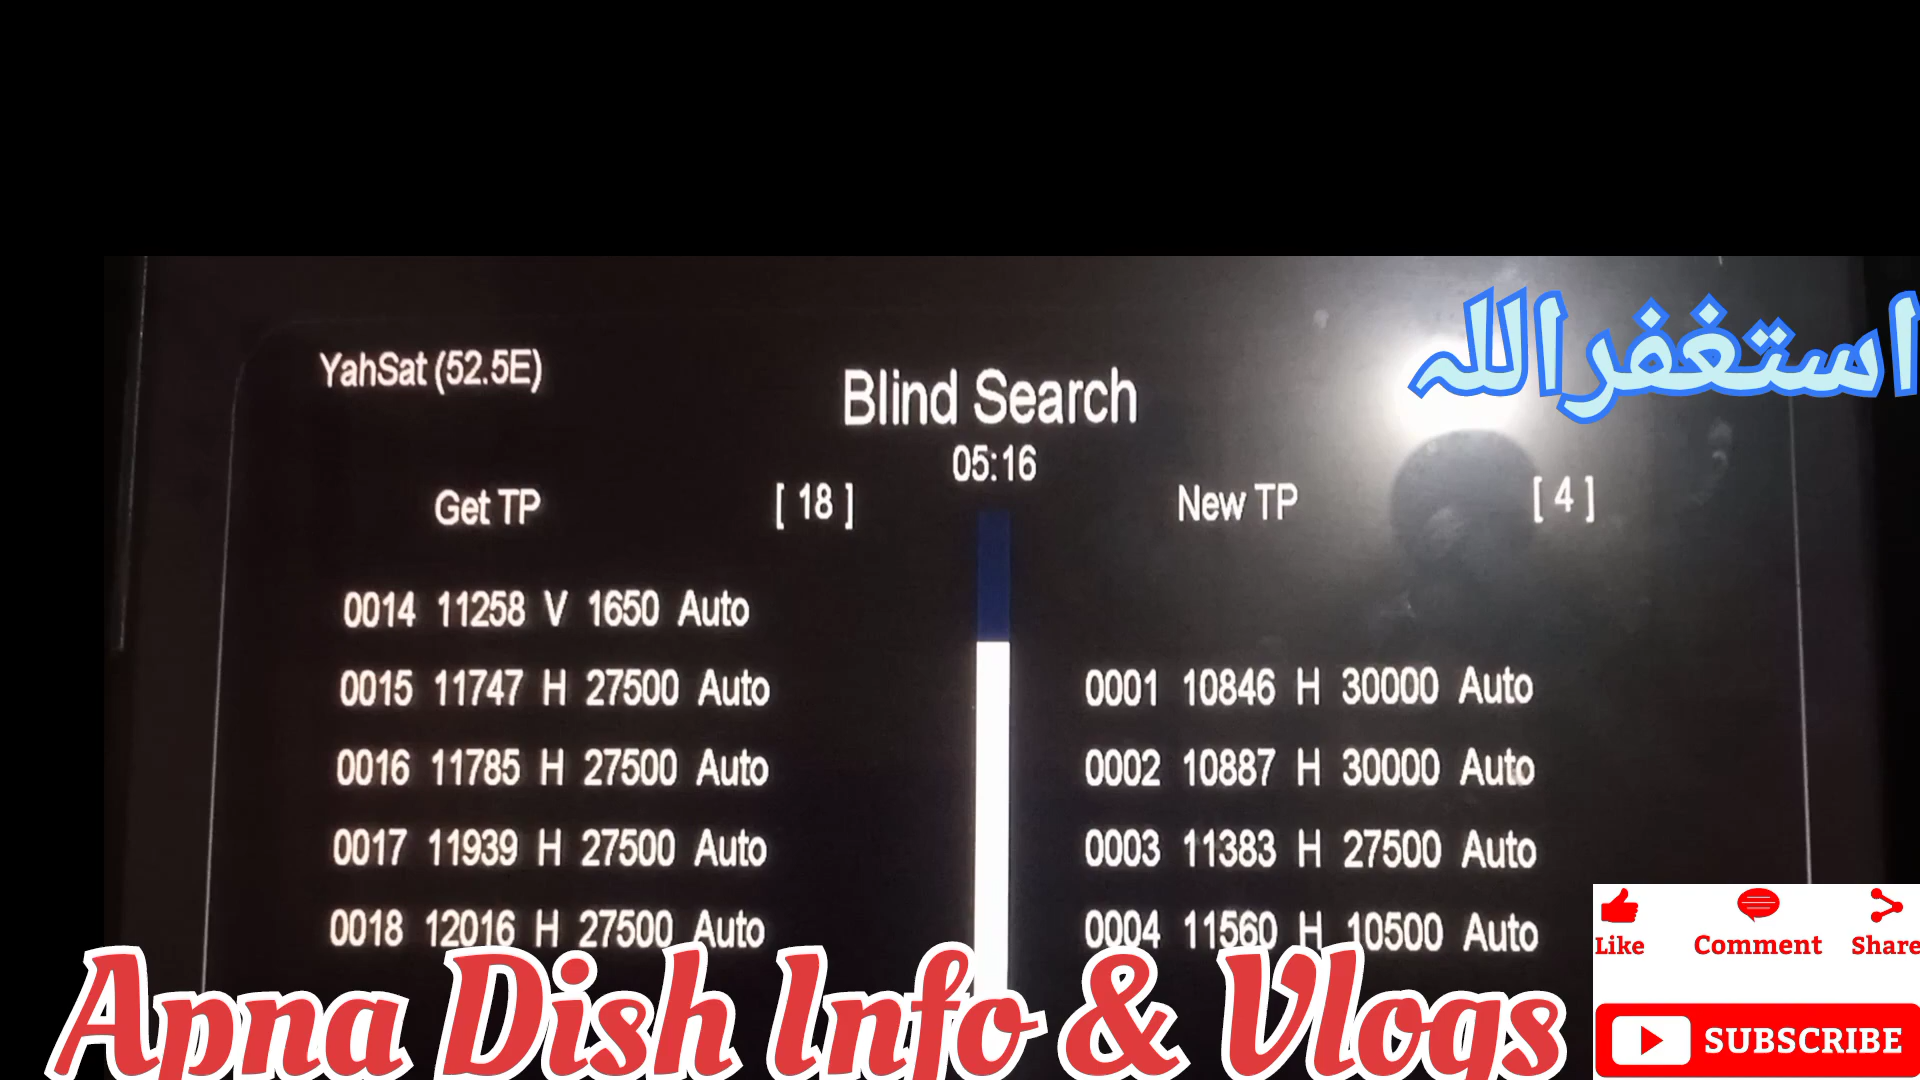 استغفراللہ
YahSat (52.5E)
Blind Search
05:16
Get TP [ 18 ]
New TP [ 4 ]
0014 11258 V 1650 Auto
0015 11747 H 27500 Auto
0016 11785 H 27500 Auto
0017 11939 H 27500 Auto
0018 12016 H 27500 Auto
0001 10846 H 30000 Auto
0002 10887 H 30000 Auto
0003 11383 H 27500 Auto
0004 11560 H 10500 Auto
Like Comment Share
SUBSCRIBE
Apna Dish Info & Vlogs